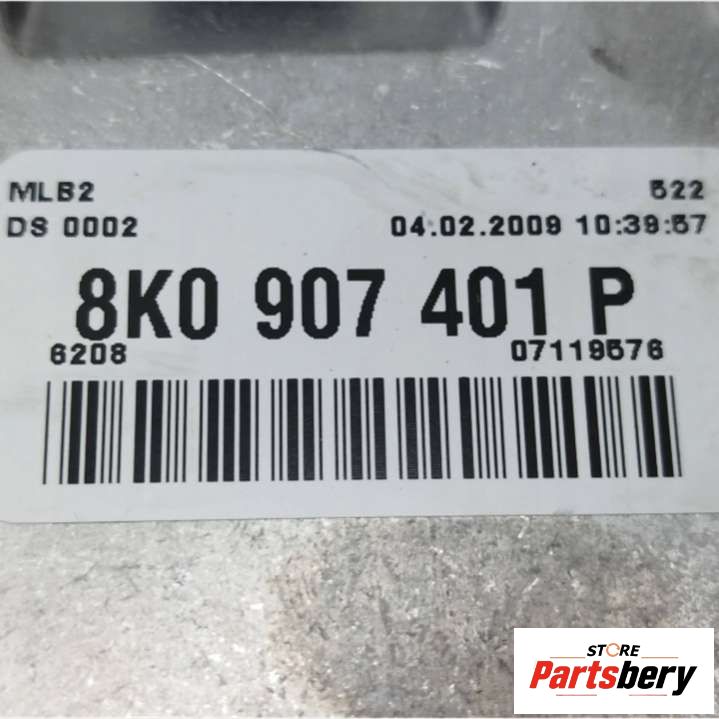 MLB2 522
DS 0002 04.02.2009 10:39:57
8K0 907 401 P
6208 07119576
STORE
Partsbery